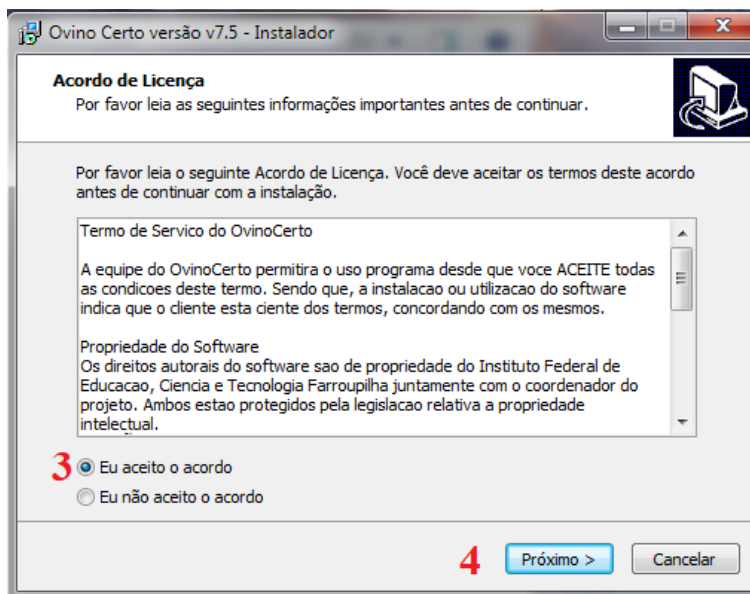 Ovino Certo versão v7.5 - Instalador
Acordo de Licença
Por favor leia as seguintes informações importantes antes de continuar.
Por favor leia o seguinte Acordo de Licença. Você deve aceitar os termos deste acordo
antes de continuar com a instalação.
Termo de Servico do OvinoCerto
A equipe do OvinoCerto permitira o uso programa desde que voce ACEITE todas
as condicoes deste termo. Sendo que, a instalacao ou utilizacao do software
indica que o cliente esta ciente dos termos, concordando com os mesmos.
Propriedade do Software
Os direitos autorais do software sao de propriedade do Instituto Federal de
Educacao, Ciencia e Tecnologia Farroupilha juntamente com o coordenador do
projeto. Ambos estao protegidos pela legislacao relativa a propriedade
intelectual.
3 Eu aceito o acordo
Eu não aceito o acordo
4 Próximo > Cancelar